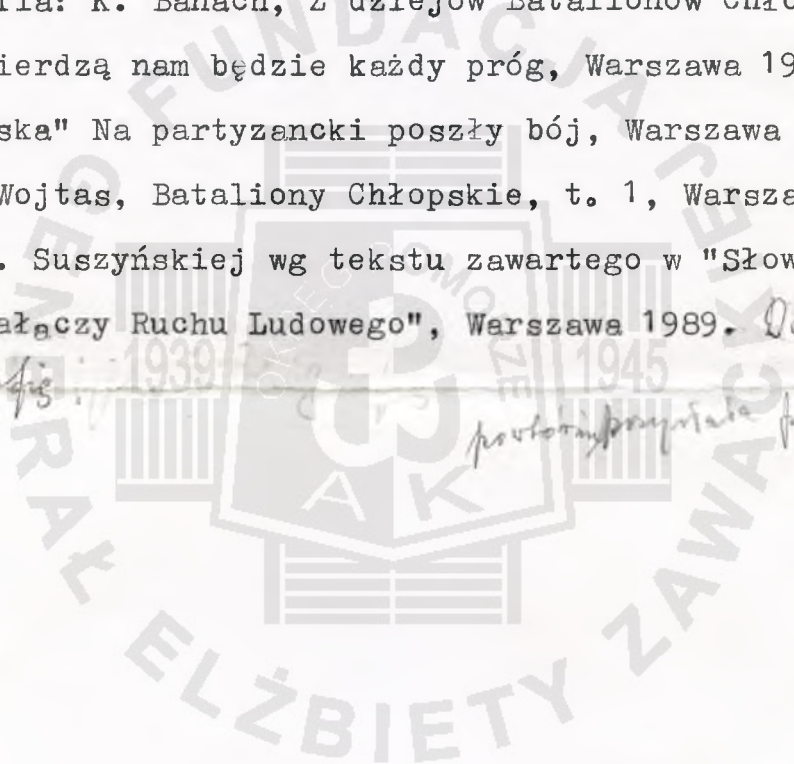 K. Banach, Z dziejów Batalionów Chło
ierdzą nam będzie każdy próg, Warszawa 19
ska" Na partyzancki poszły bój, Warszawa
Wojtas, Bataliony Chłopskie, t. 1, Warsza
. Suszyńskiej wg tekstu zawartego w "Słow
ałaczy Ruchu Ludowego", Warszawa 1989.
FUNDACJA GENERAŁ ELŻBIETY ZAWACKIEJ
OKRĘG POMORZE
1939
1945
AK